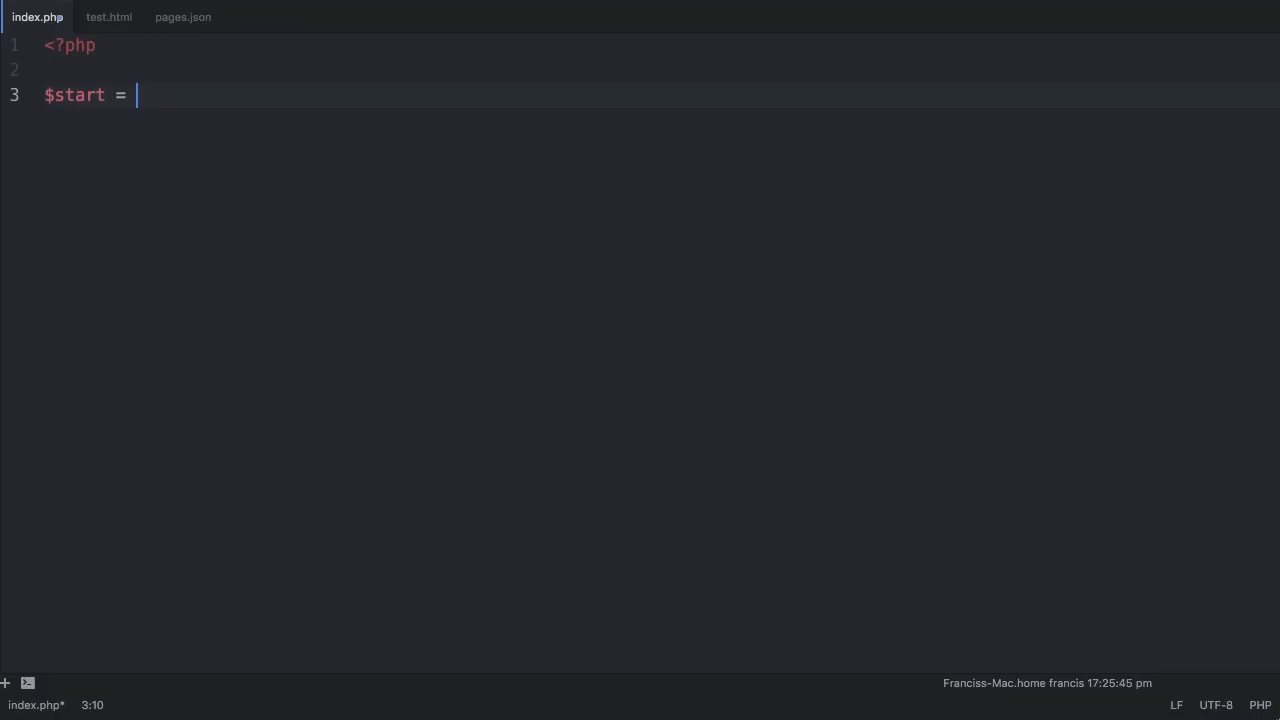 index.php test.html pages.json
1 <?php
2
3 $start =
Franciss-Mac.home francis 17:25:45 pm
index.php* 3:10 LF UTF-8 PHP